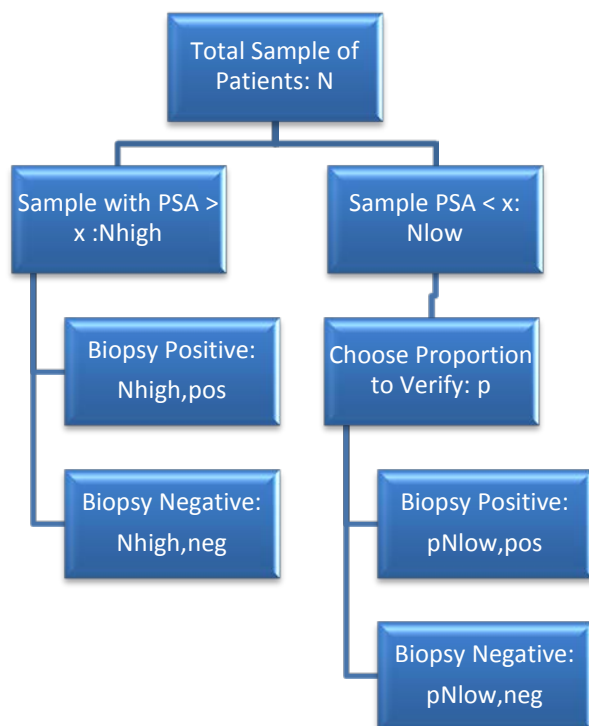 Total Sample of
Patients: N
Sample with PSA >
x :Nhigh
Sample PSA < x:
Nlow
Biopsy Positive:
Nhigh,pos
Choose Proportion
to Verify: p
Biopsy Negative:
Nhigh,neg
Biopsy Positive:
pNlow,pos
Biopsy Negative:
pNlow,neg